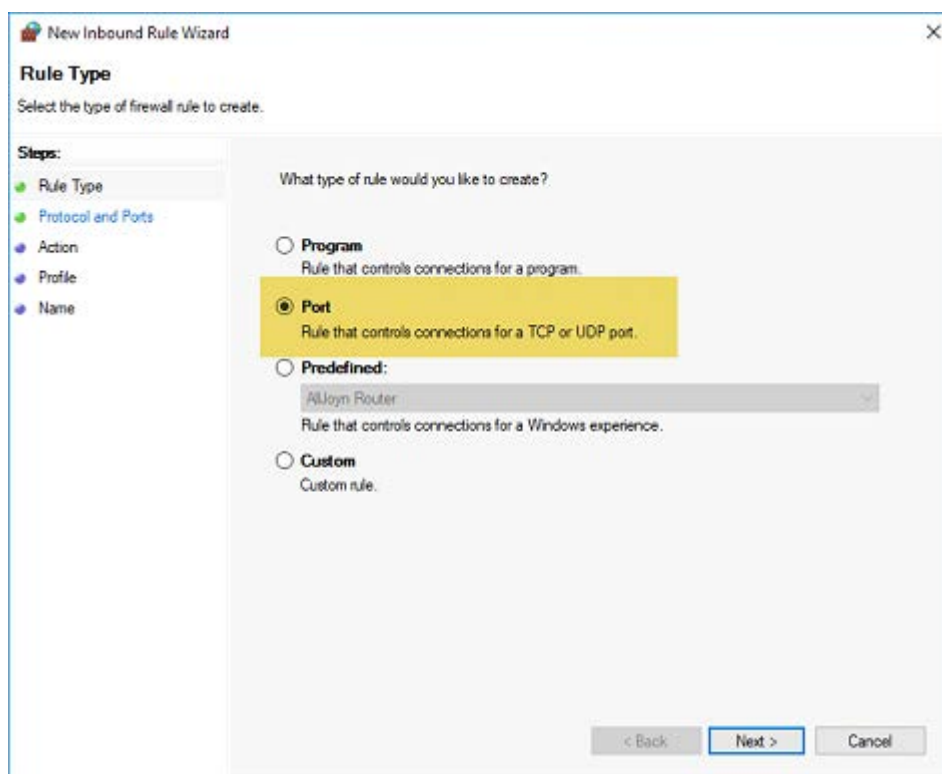 New Inbound Rule Wizard
Rule Type
Select the type of firewall rule to create.
Steps:
Rule Type
Protocol and Ports
Action
Profile
Name
What type of rule would you like to create?
Program
Rule that controls connections for a program.
Port
Rule that controls connections for a TCP or UDP port.
Predefined:
AllJoyn Router
Rule that controls connections for a Windows experience.
Custom
Custom rule.
< Back
Next >
Cancel